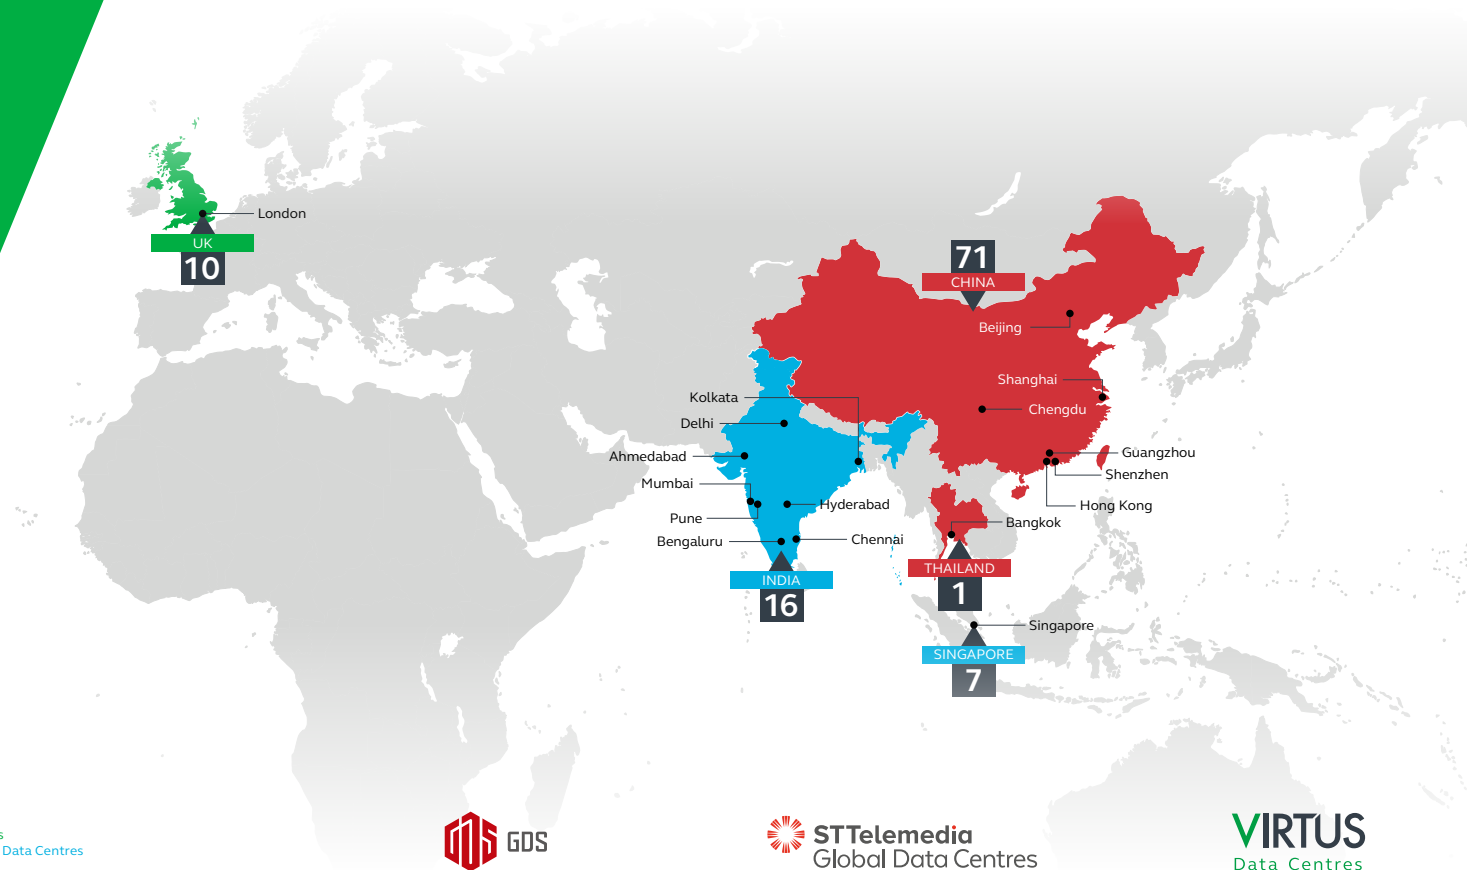 London
UK
10
71
CHINA
Beijing
Shanghai
Chengdu
Kolkata
Delhi
Ahmedabad
Mumbai
Pune
Bengaluru
Hyderabad
Chennai
INDIA
16
Guangzhou
Shenzhen
Hong Kong
Bangkok
THAILAND
1
Singapore
SINGAPORE
7
s
Data Centres
GDS GDS
STTelemedia
Global Data Centres
VIRTUS
Data Centres